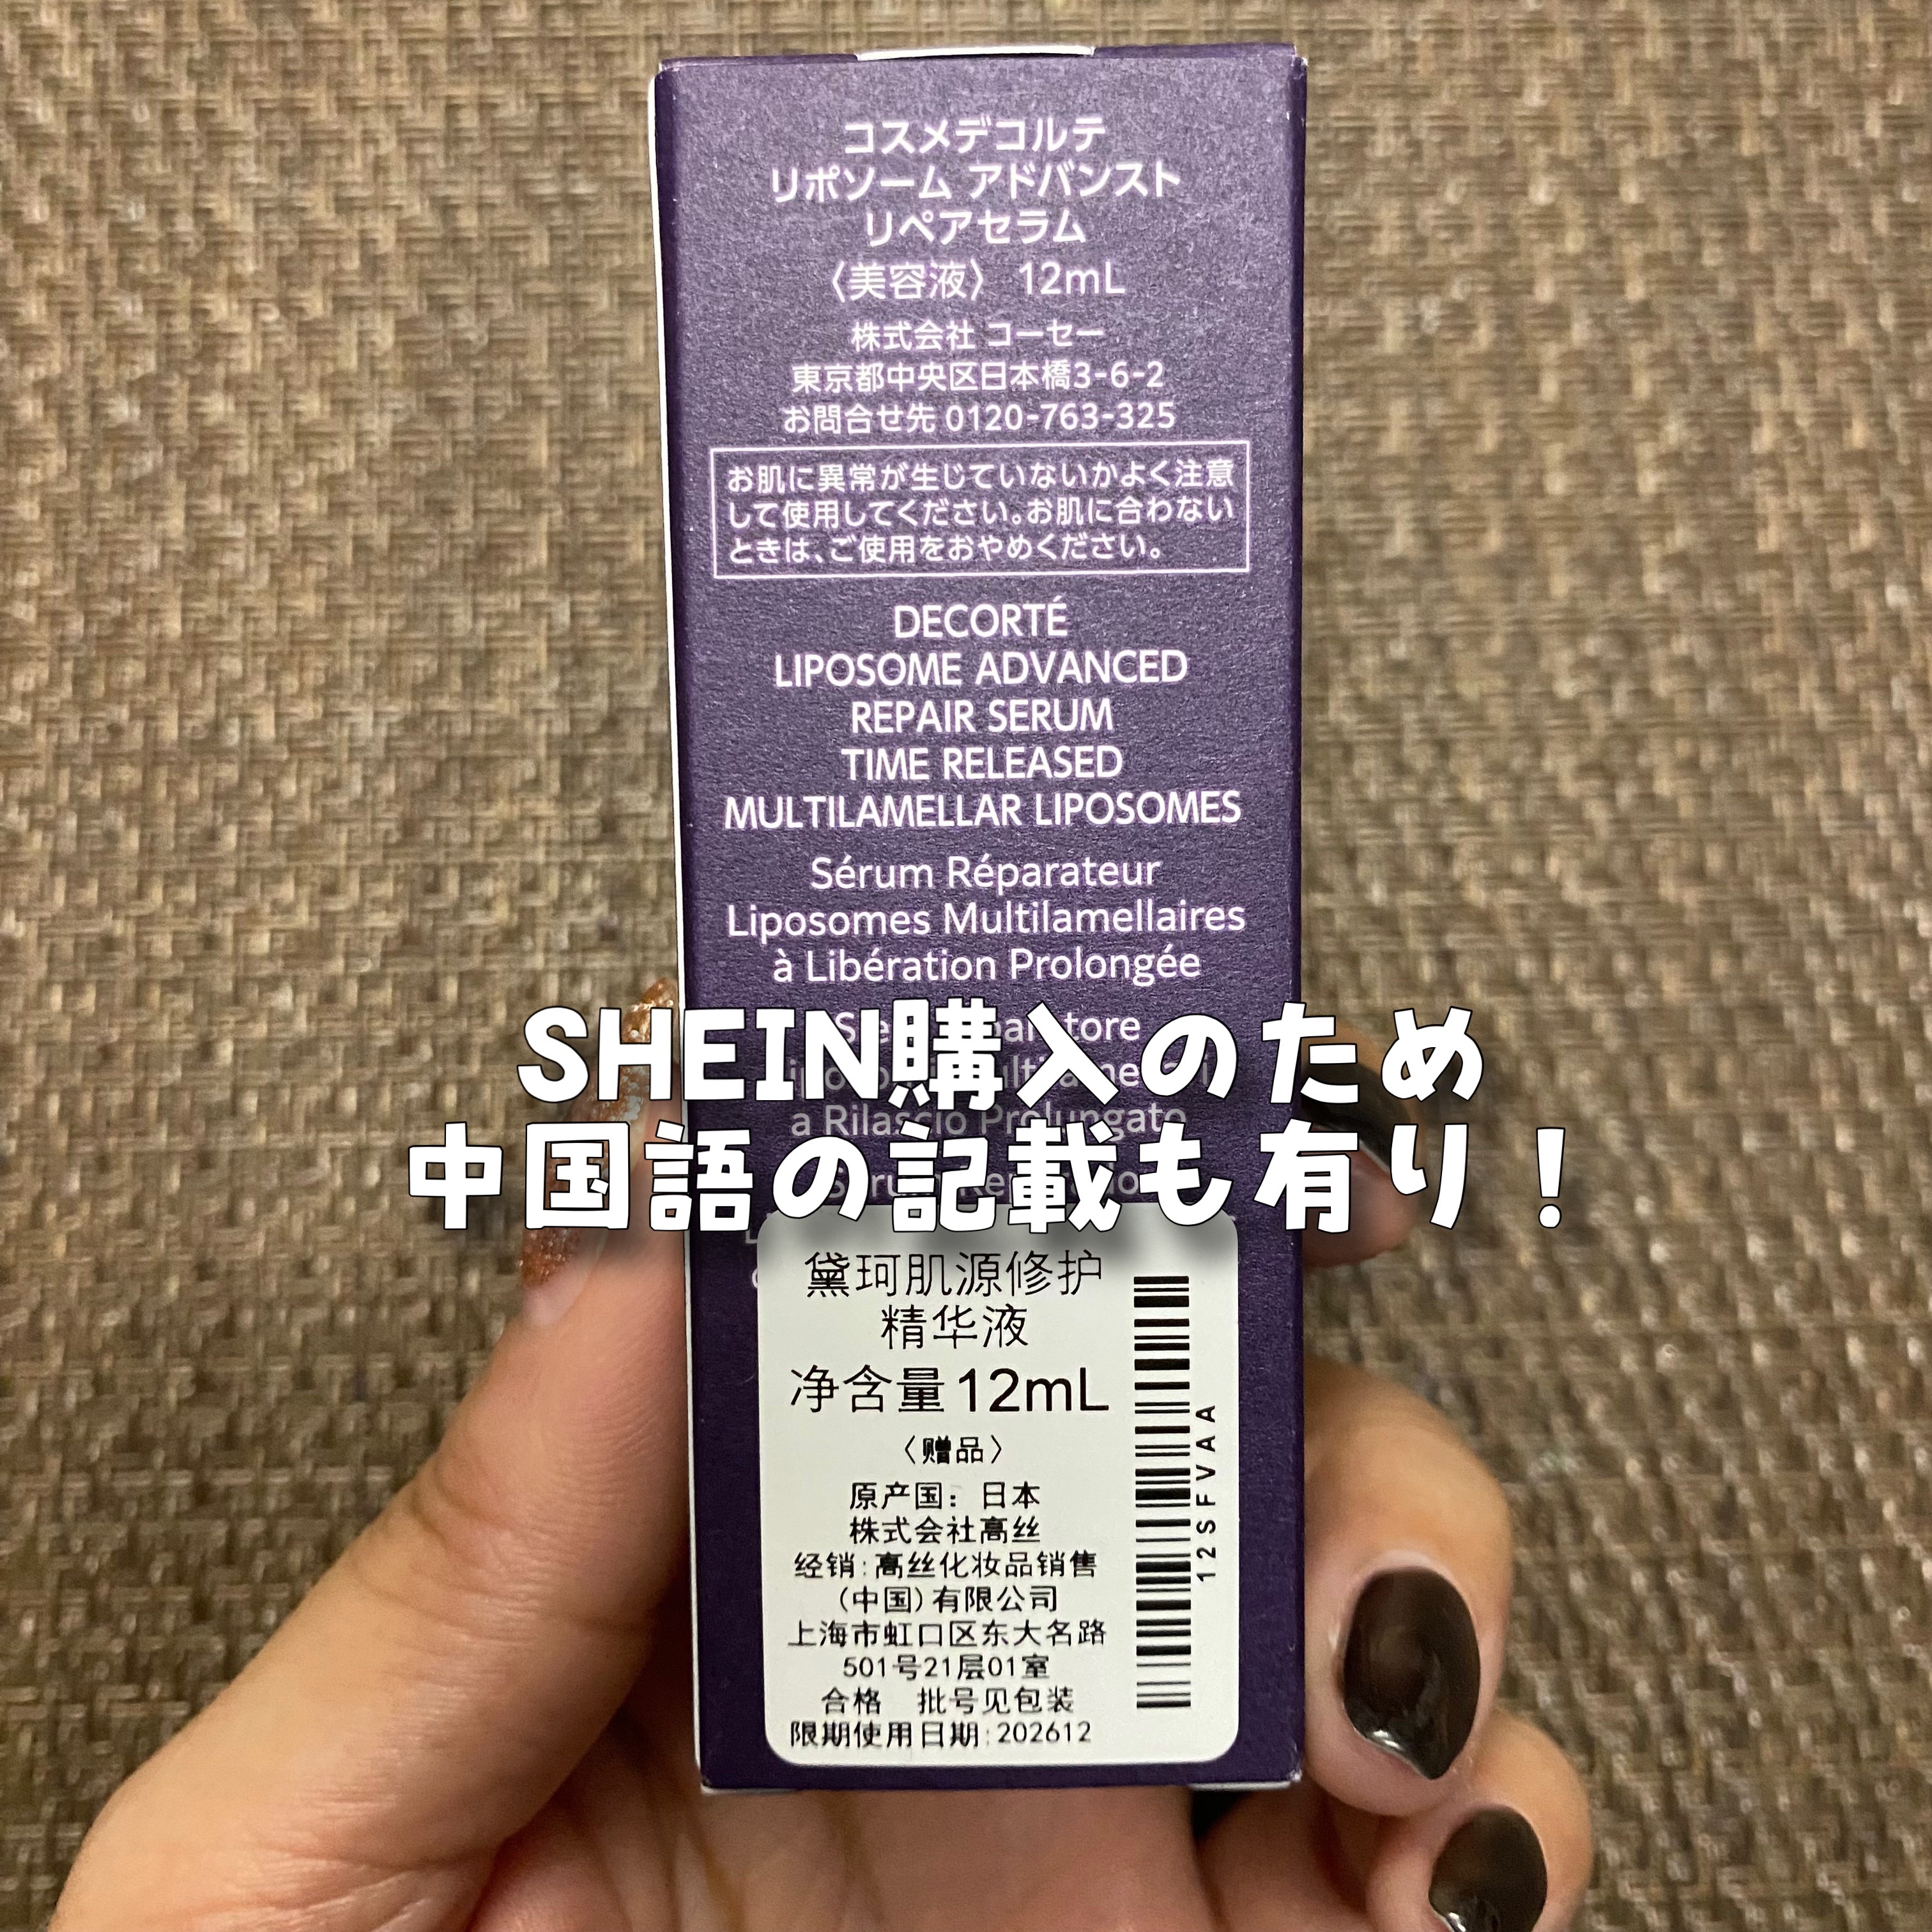 コスメデコルテ
リポソーム アドバンスト
リペアセラム
〈美容液〉 12mL
株式会社 コーセー
東京都中央区日本橋3-6-2
お問合せ先 0120-763-325
お肌に異常が生じていないかよく注意
して使用してください。お肌に合わない
ときは、ご使用をおやめください。
DECORTÉ
LIPOSOME ADVANCED
REPAIR SERUM
TIME RELEASED
MULTILAMELLAR LIPOSOMES
Sérum Réparateur
Liposomes Multilamellaires
à Libération Prolongée
SHEIN購入のため
a Rilascio Prolungato
中国語の記載も有り！
黛珂肌源修护
精华液
净含量12mL
〈赠品〉
原产国：日本
株式会社高丝
经销:高丝化妆品销售
(中国)有限公司
上海市虹口区东大名路
501号21层01室
合格 批号见包装
限期使用日期:202612
12SFVAA